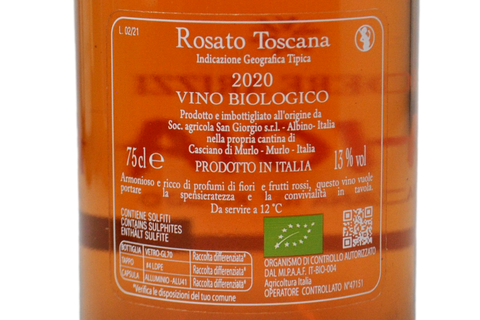 L. 02/21
Rosato Toscana
Indicazione Geografica Tipica
2020
VINO BIOLOGICO
Prodotto e imbottigliato all'origine da
Soc. agricola San Giorgio s.r.l. - Albino- Italia
nella propria cantina di
Casciano di Murlo - Murlo - Italia
75cl e
PRODOTTO IN ITALIA
13% vol
Armonioso e ricco di profumi di fiori e frutti rossi, questo vino vuole
portare la spensieratezza e la convivialità in tavola.
Da servire a 12 °C
CONTIENE SOLFITI
CONTAINS SULPHITES
ENTHÄLT SULFITE
BOTTIGLIA VETRO-GL70 Raccolta differenziata*
TAPPO #4 LDPE Raccolta differenziata*
CAPSULA ALLUMINIO-ALU41 Raccolta differenziata*
*Verifica le disposizioni del tuo comune
ORGANISMO DI CONTROLLO AUTORIZZATO
DAL MI.P.A.A.F. IT-BIO-004
Agricoltura Italia
OPERATORE CONTROLLATO N°47151